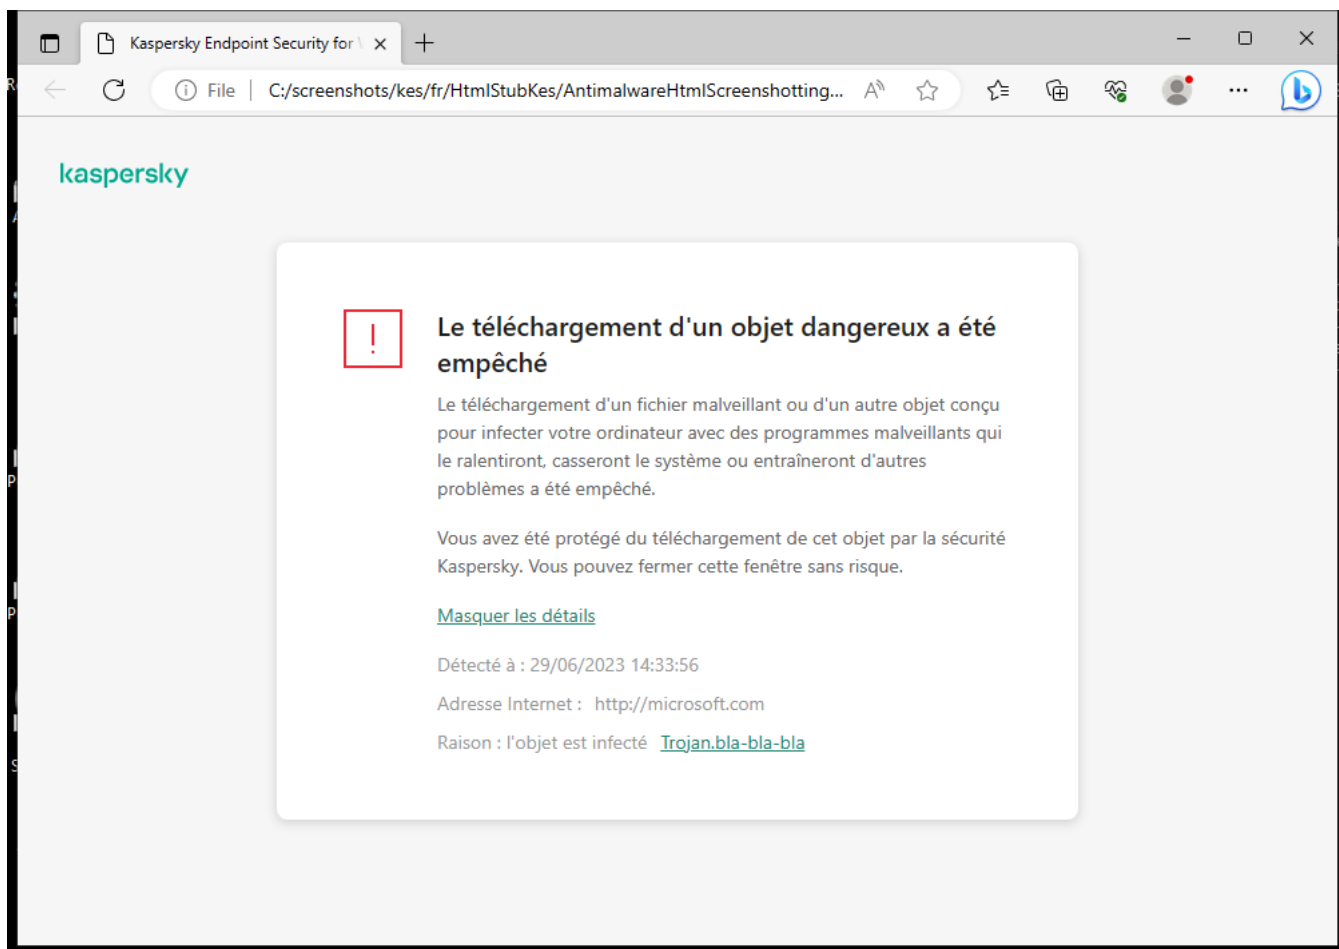 Kaspersky Endpoint Security for
File C:/screenshots/kes/fr/HtmlStubKes/AntimalwareHtmlScreenshotting...
kaspersky
Le téléchargement d'un objet dangereux a été
empêché
Le téléchargement d'un fichier malveillant ou d'un autre objet conçu
pour infecter votre ordinateur avec des programmes malveillants qui
le ralentiront, casseront le système ou entraîneront d'autres
problèmes a été empêché.
Vous avez été protégé du téléchargement de cet objet par la sécurité
Kaspersky. Vous pouvez fermer cette fenêtre sans risque.
Masquer les détails
Détecté à : 29/06/2023 14:33:56
Adresse Internet : http://microsoft.com
Raison : l'objet est infecté Trojan.bla-bla-bla